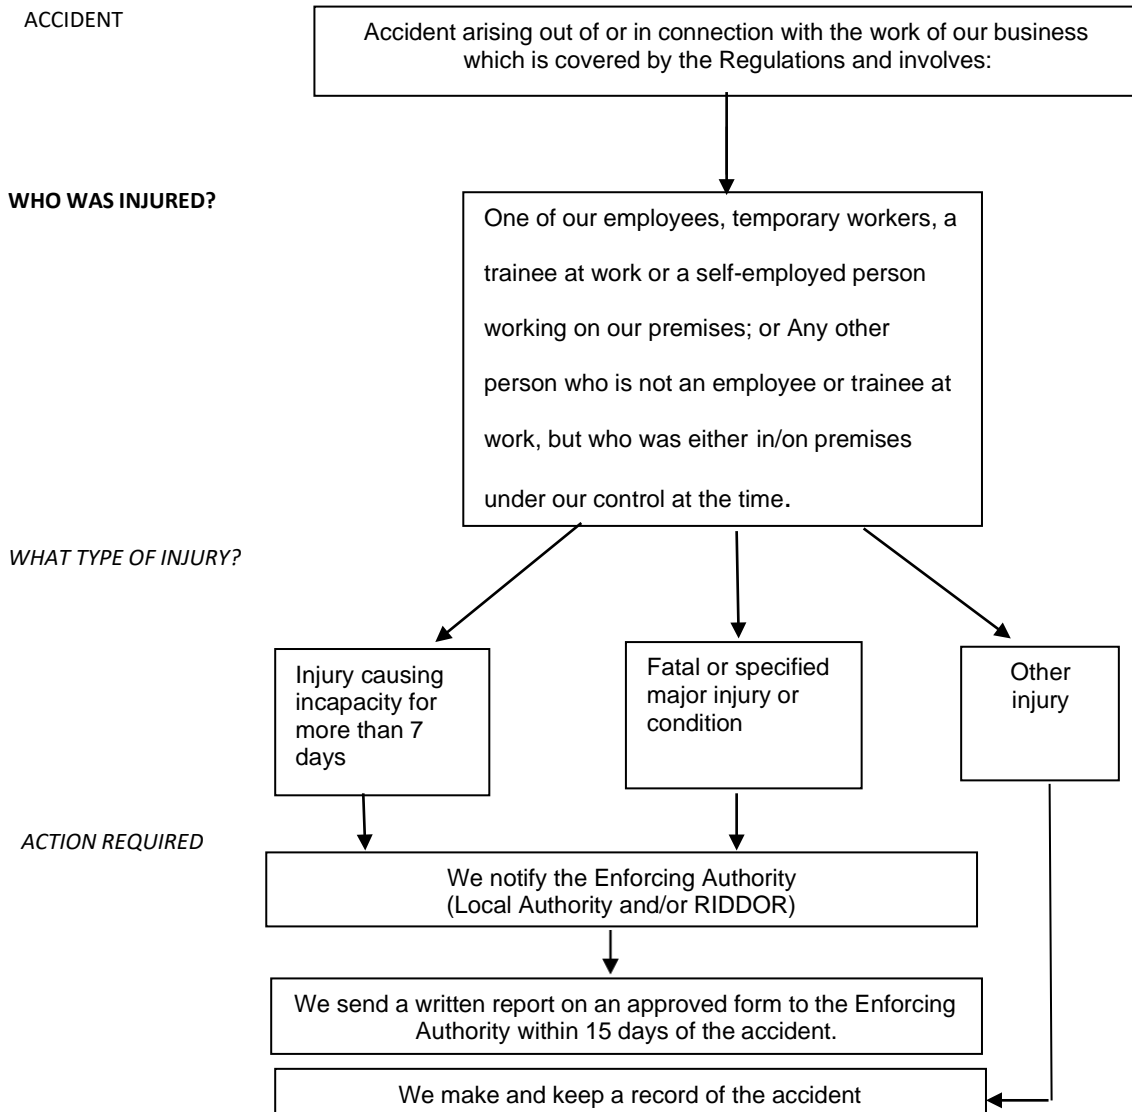 ACCIDENT
Accident arising out of or in connection with the work of our business
which is covered by the Regulations and involves:
WHO WAS INJURED?
One of our employees, temporary workers, a
trainee at work or a self-employed person
working on our premises; or Any other
person who is not an employee or trainee at
work, but who was either in/on premises
under our control at the time.
WHAT TYPE OF INJURY?
Injury causing
incapacity for
more than 7
days
Fatal or specified
major injury or
condition
Other
injury
ACTION REQUIRED
We notify the Enforcing Authority
(Local Authority and/or RIDDOR)
We send a written report on an approved form to the Enforcing
Authority within 15 days of the accident.
We make and keep a record of the accident